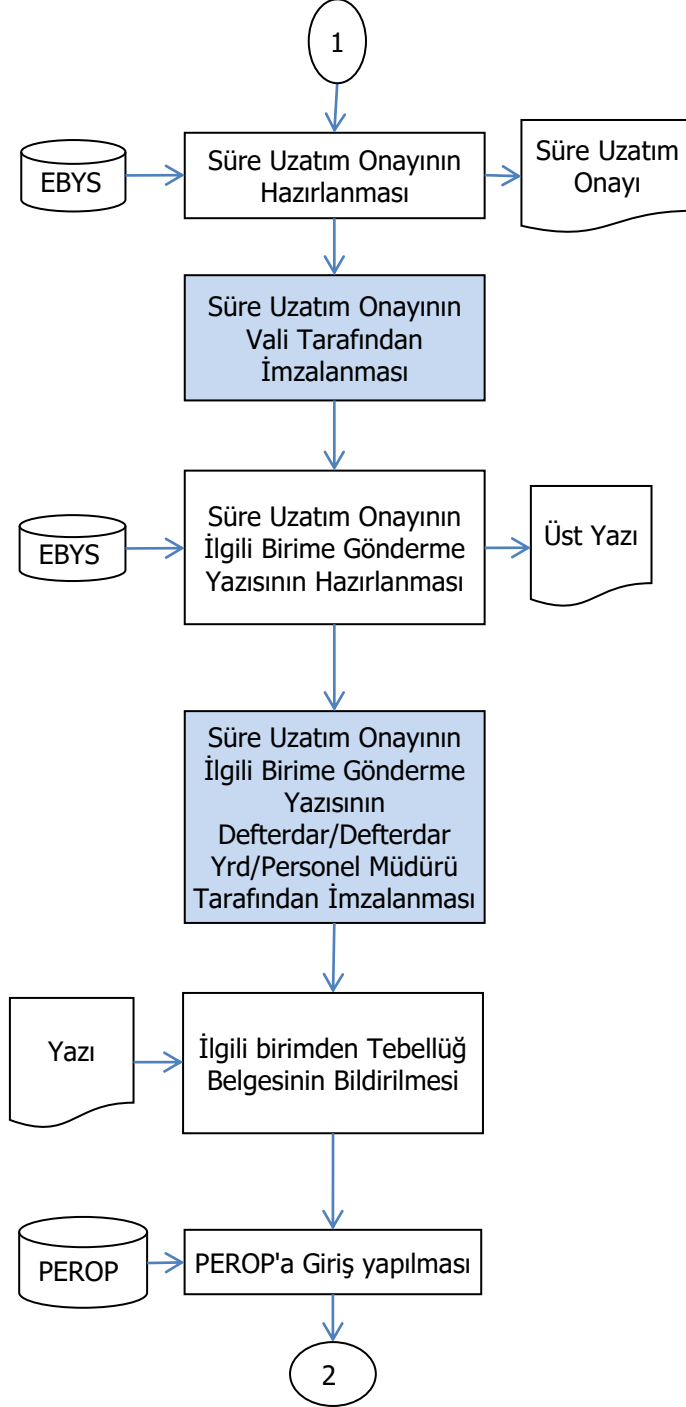 1
EBYS
Süre Uzatım Onayının
Hazırlanması
Süre Uzatım
Onayı
Süre Uzatım Onayının
Vali Tarafından
İmzalanması
EBYS
Süre Uzatım Onayının
İlgili Birime Gönderme
Yazısının Hazırlanması
Üst Yazı
Süre Uzatım Onayının
İlgili Birime Gönderme
Yazısının
Defterdar/Defterdar
Yrd/Personel Müdürü
Tarafından İmzalanması
Yazı
İlgili birimden Tebellüğ
Belgesinin Bildirilmesi
PEROP
PEROP'a Giriş yapılması
2